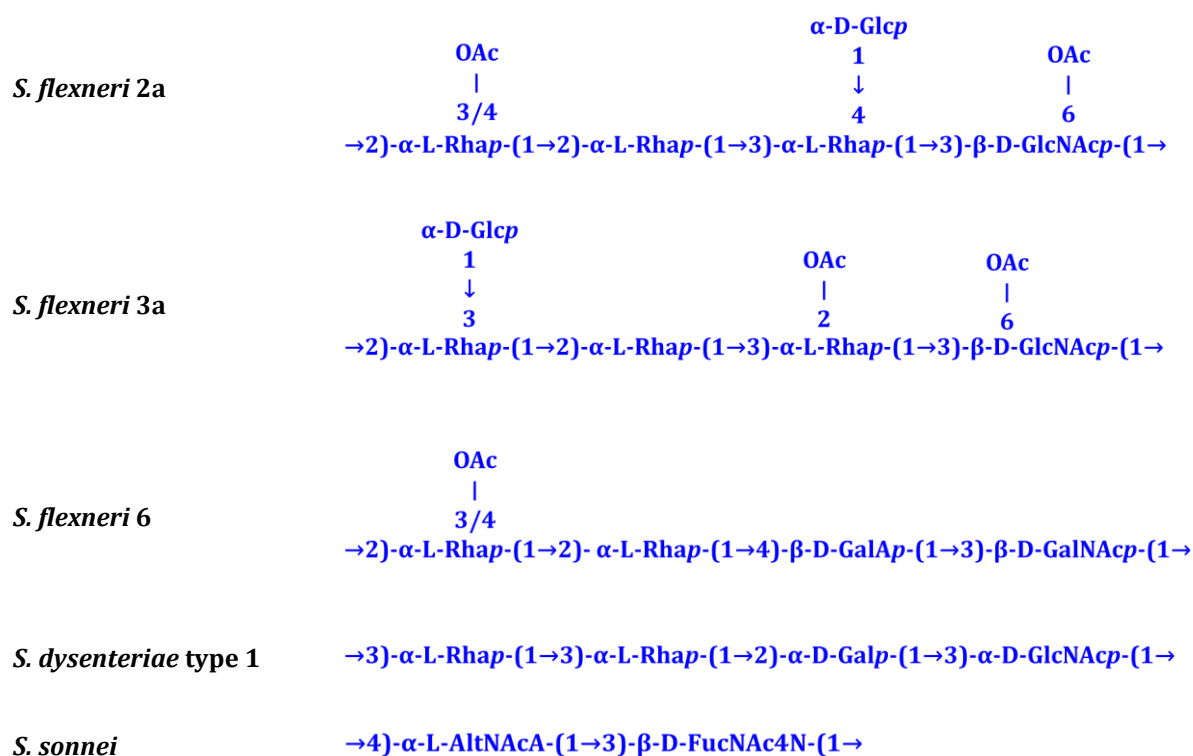 α-D-Glcp
OAc 1 OAc
| ↓ |
3/4 4 6
S. flexneri 2a
→2)-α-L-Rhap-(1→2)-α-L-Rhap-(1→3)-α-L-Rhap-(1→3)-β-D-GlcNAcp-(1→
α-D-Glcp
1 OAc OAc
↓ | |
3 2 6
S. flexneri 3a
→2)-α-L-Rhap-(1→2)-α-L-Rhap-(1→3)-α-L-Rhap-(1→3)-β-D-GlcNAcp-(1→
OAc
|
3/4
S. flexneri 6
→2)-α-L-Rhap-(1→2)- α-L-Rhap-(1→4)-β-D-GalAp-(1→3)-β-D-GalNAcp-(1→
S. dysenteriae type 1 →3)-α-L-Rhap-(1→3)-α-L-Rhap-(1→2)-α-D-Galp-(1→3)-α-D-GlcNAcp-(1→
S. sonnei →4)-α-L-AltNAcA-(1→3)-β-D-FucNAc4N-(1→